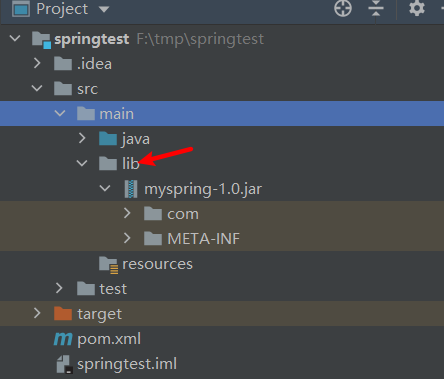 Project
springtest F:\tmp\springtest
.idea
src
main
java
lib
myspring-1.0.jar
com
META-INF
resources
test
target
pom.xml
springtest.iml